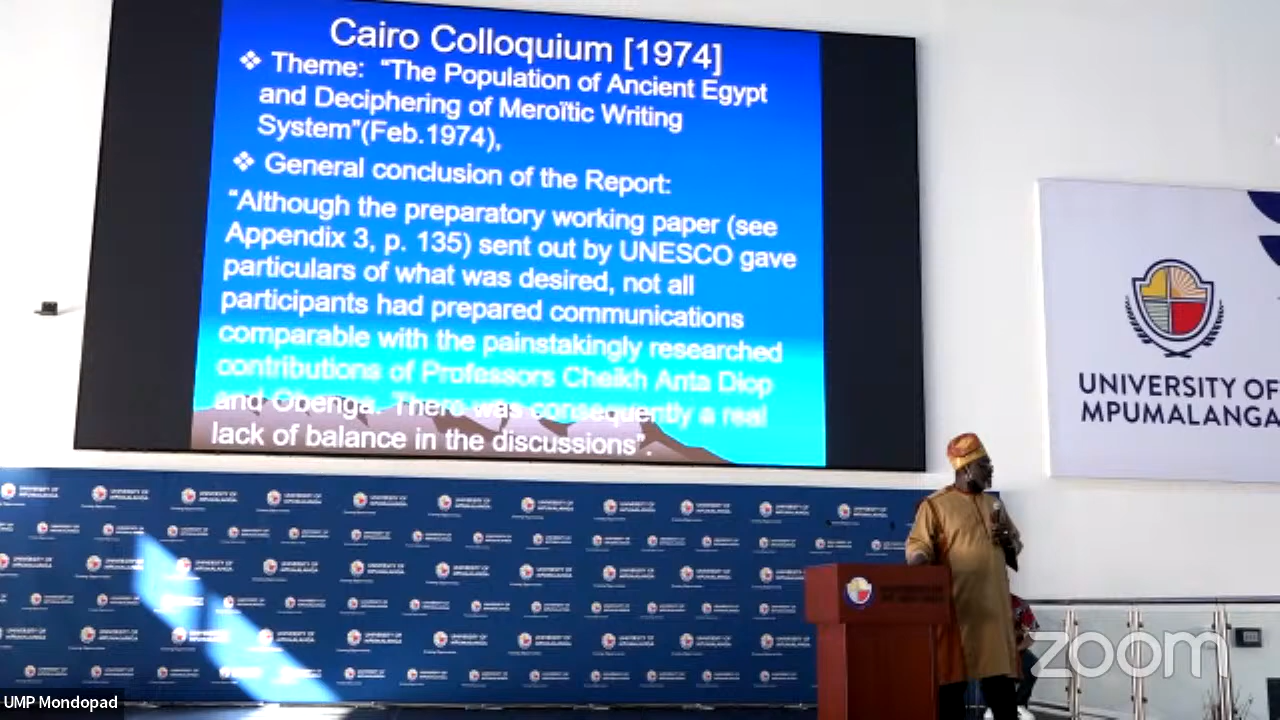 Cairo Colloquium [1974]
❖ Theme: “The Population of Ancient Egypt
and Deciphering of Meroïtic Writing
System”(Feb.1974),
❖ General conclusion of the Report:
“Although the preparatory working paper (see
Appendix 3, p. 135) sent out by UNESCO gave
particulars of what was desired, not all
participants had prepared communications
comparable with the painstakingly researched
contributions of Professors Cheikh Anta Diop
and Obenga. There was consequently a real
lack of balance in the discussions”.
UNIVERSITY OF
MPUMALANGA
zoom
UMP Mondopad